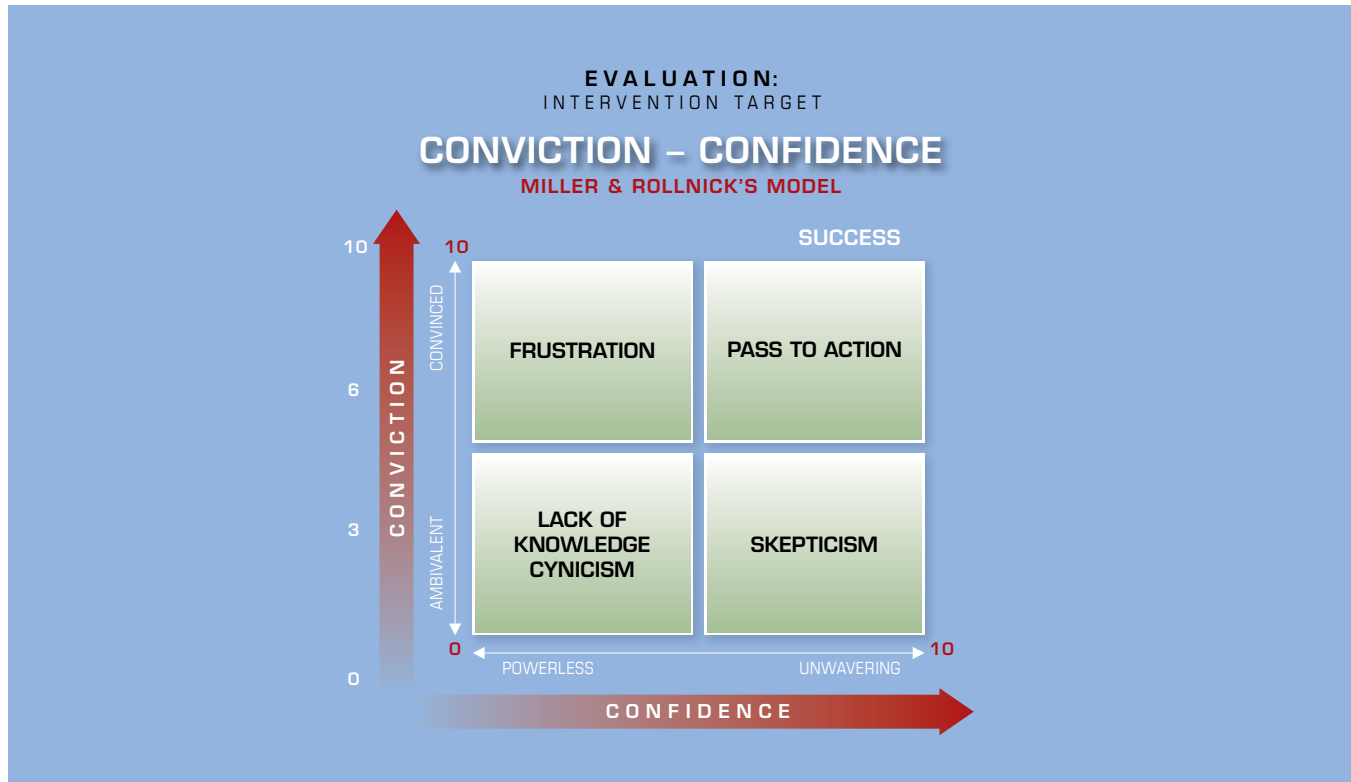 EVALUATION:
INTERVENTION TARGET
CONVICTION – CONFIDENCE
MILLER & ROLLNICK'S MODEL
SUCCESS
10
10
CONVINCED
FRUSTRATION
PASS TO ACTION
6
CONVICTION
3
AMBIVALENT
LACK OF
KNOWLEDGE
CYNICISM
SKEPTICISM
0
10
POWERLESS
UNWAVERING
0
CONFIDENCE